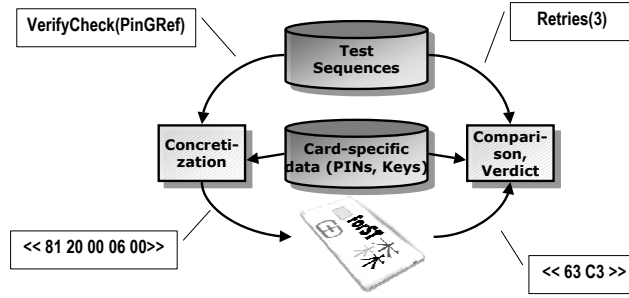 VerifyCheck(PinGRef)
Retries(3)
Test
Sequences
Concreti-
zation
Card-specific
data (PINs, Keys)
Compari-
son,
Verdict
ForST
<< 81 20 00 06 00>>
<< 63 C3 >>